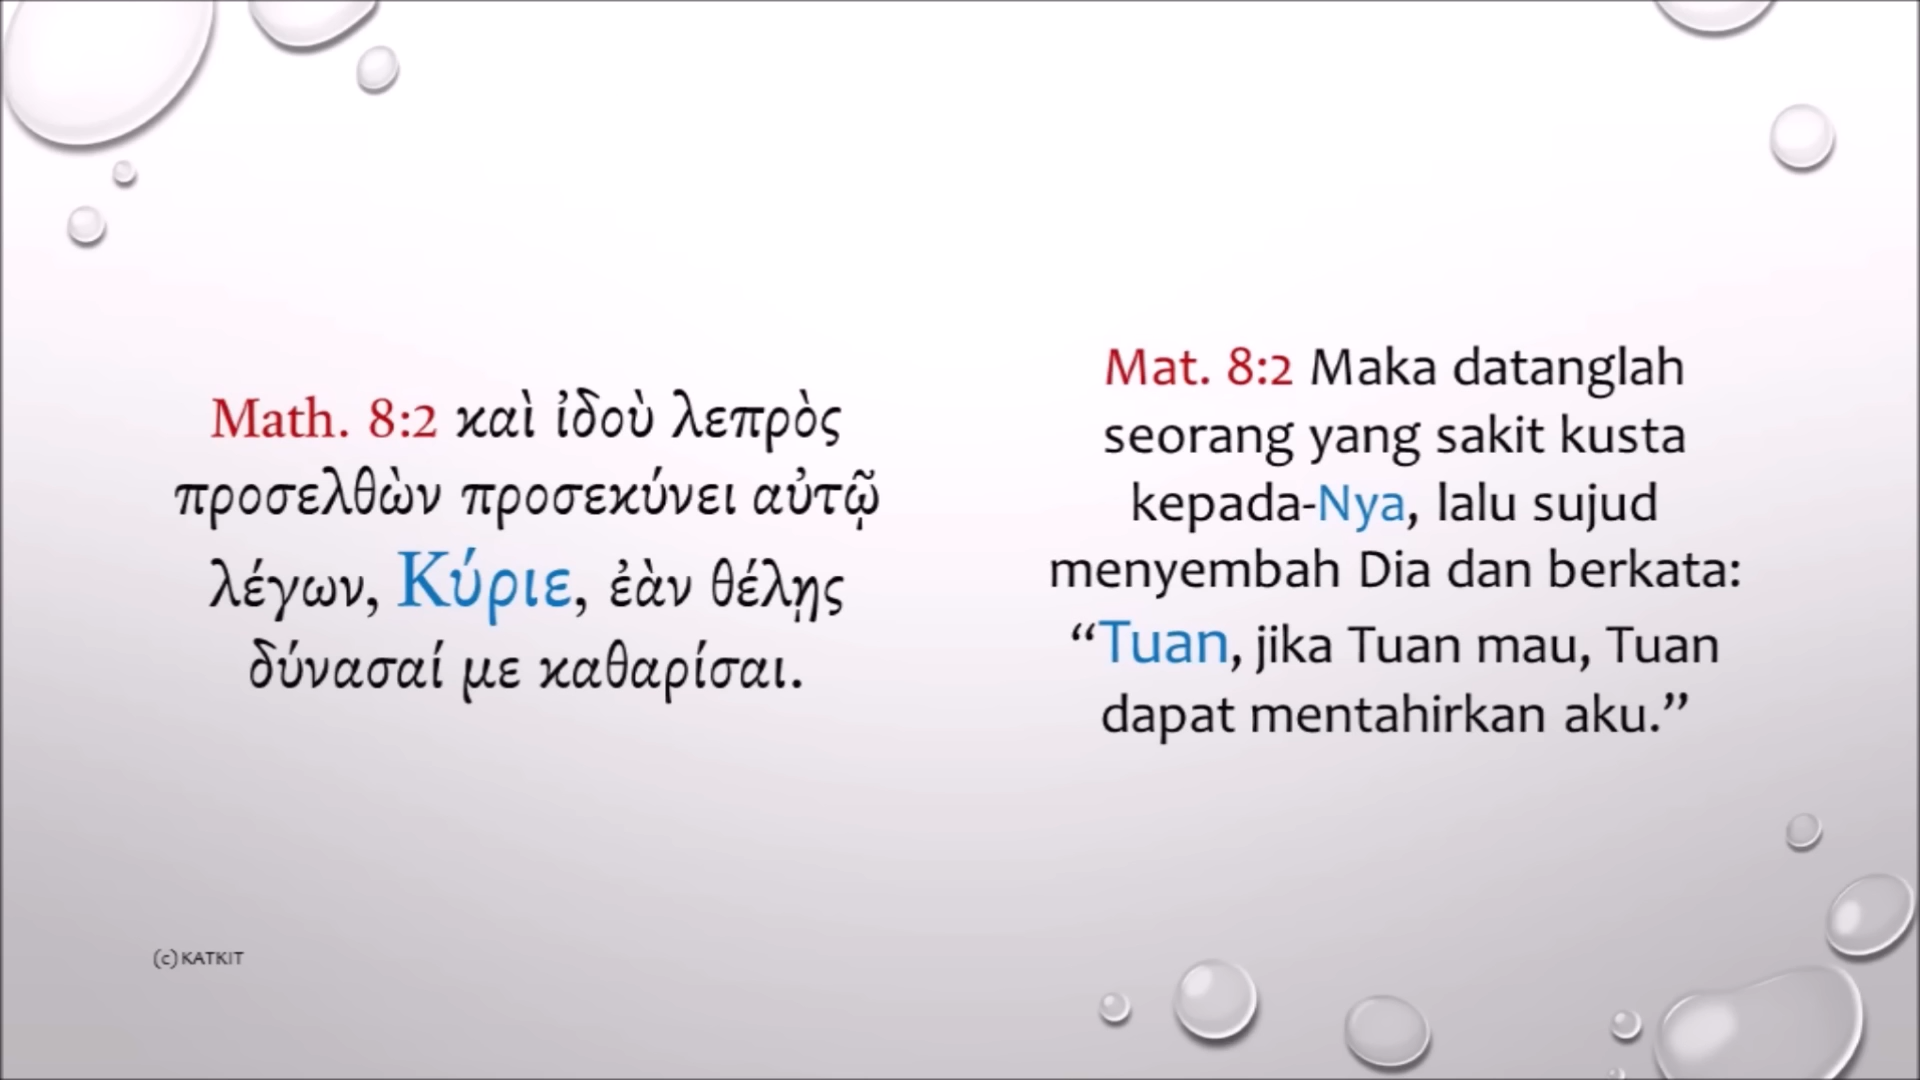 Math. 8:2 καὶ ἰδοὺ λεπρὸς
προσελθὼν προσεκύνει αὐτῷ
λέγων, Κύριε, ἐὰν θέλῃς
δύνασαί με καθαρίσαι.
Mat. 8:2 Maka datanglah
seorang yang sakit kusta
kepada-Nya, lalu sujud
menyembah Dia dan berkata:
“Tuan, jika Tuan mau, Tuan
dapat mentahirkan aku.”
(c) KATKIT